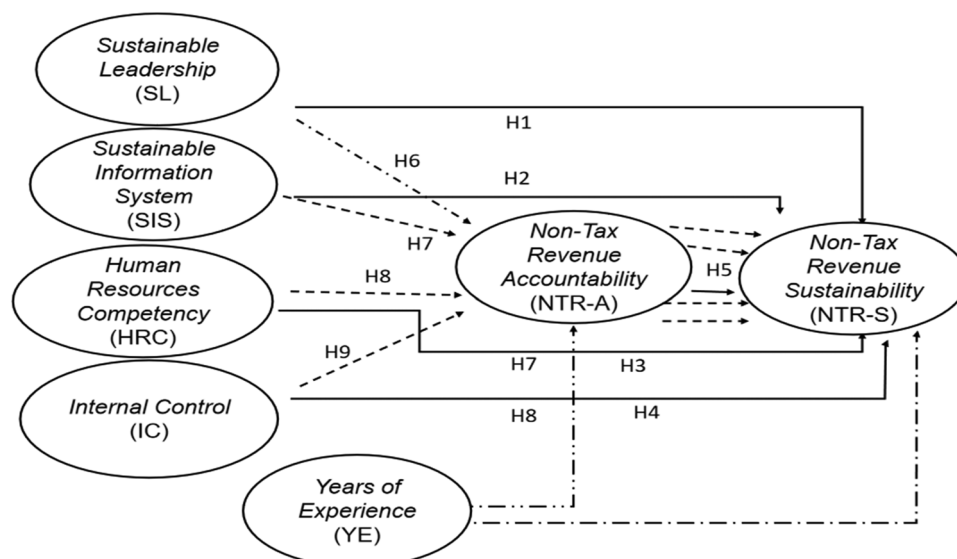 Sustainable
Leadership
(SL)
H1
H6
Sustainable
Information
System
(SIS)
H2
H7
Non-Tax
Revenue
Accountability
(NTR-A)
H5
Non-Tax
Revenue
Sustainability
(NTR-S)
Human
Resources
Competency
(HRC)
H8
H9
H7
H3
Internal Control
(IC)
H8
H4
Years of
Experience
(YE)